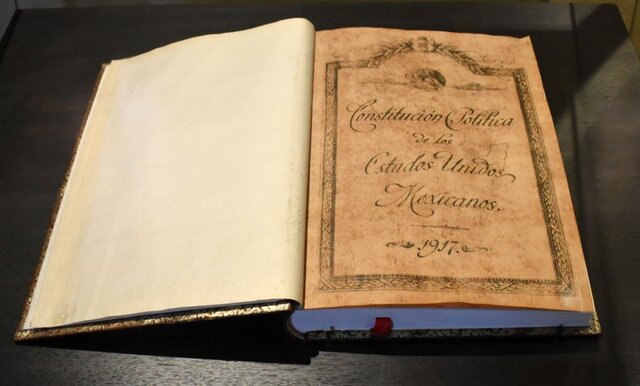 Constitución Política
de los
Estados Unidos
Mexicanos.
1917.